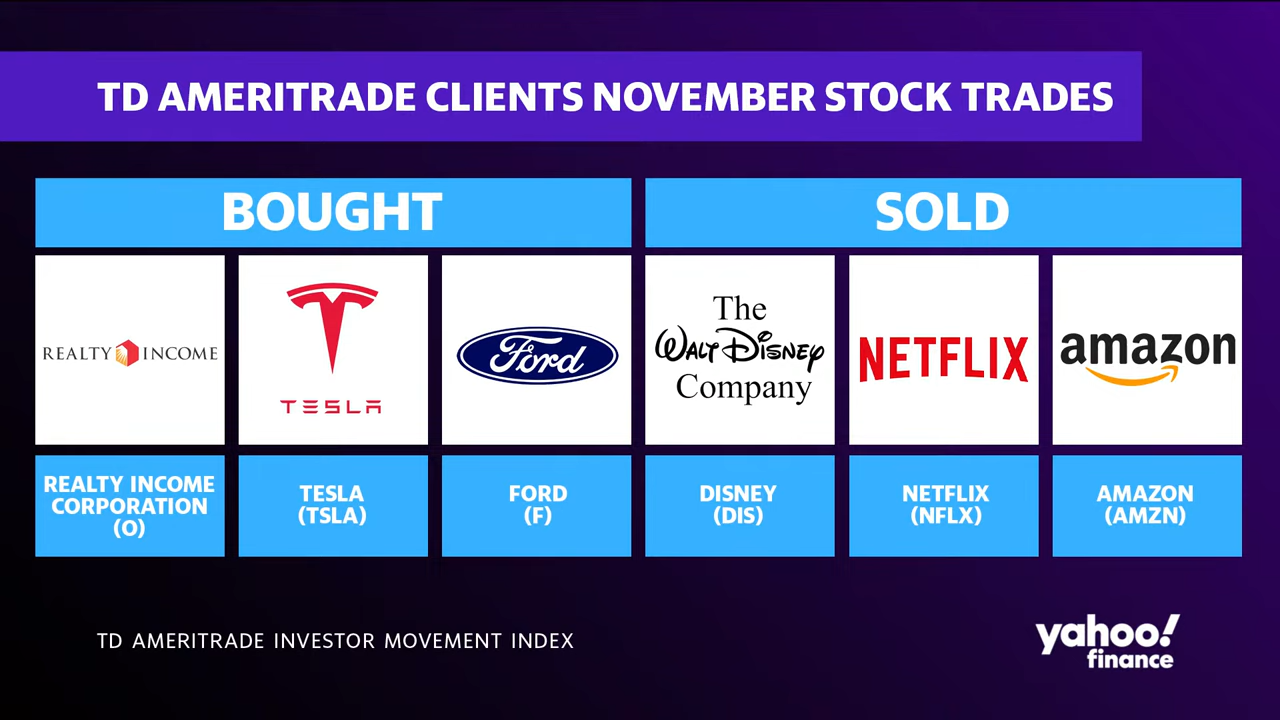 TD AMERITRADE CLIENTS NOVEMBER STOCK TRADES
BOUGHT
SOLD
REALTY INCOME
TESLA
Ford
The
WALT DISNEY
Company
NETFLIX
amazon
REALTY INCOME
CORPORATION
(O)
TESLA
(TSLA)
FORD
(F)
DISNEY
(DIS)
NETFLIX
(NFLX)
AMAZON
(AMZN)
TD AMERITRADE INVESTOR MOVEMENT INDEX
yahoo!
finance